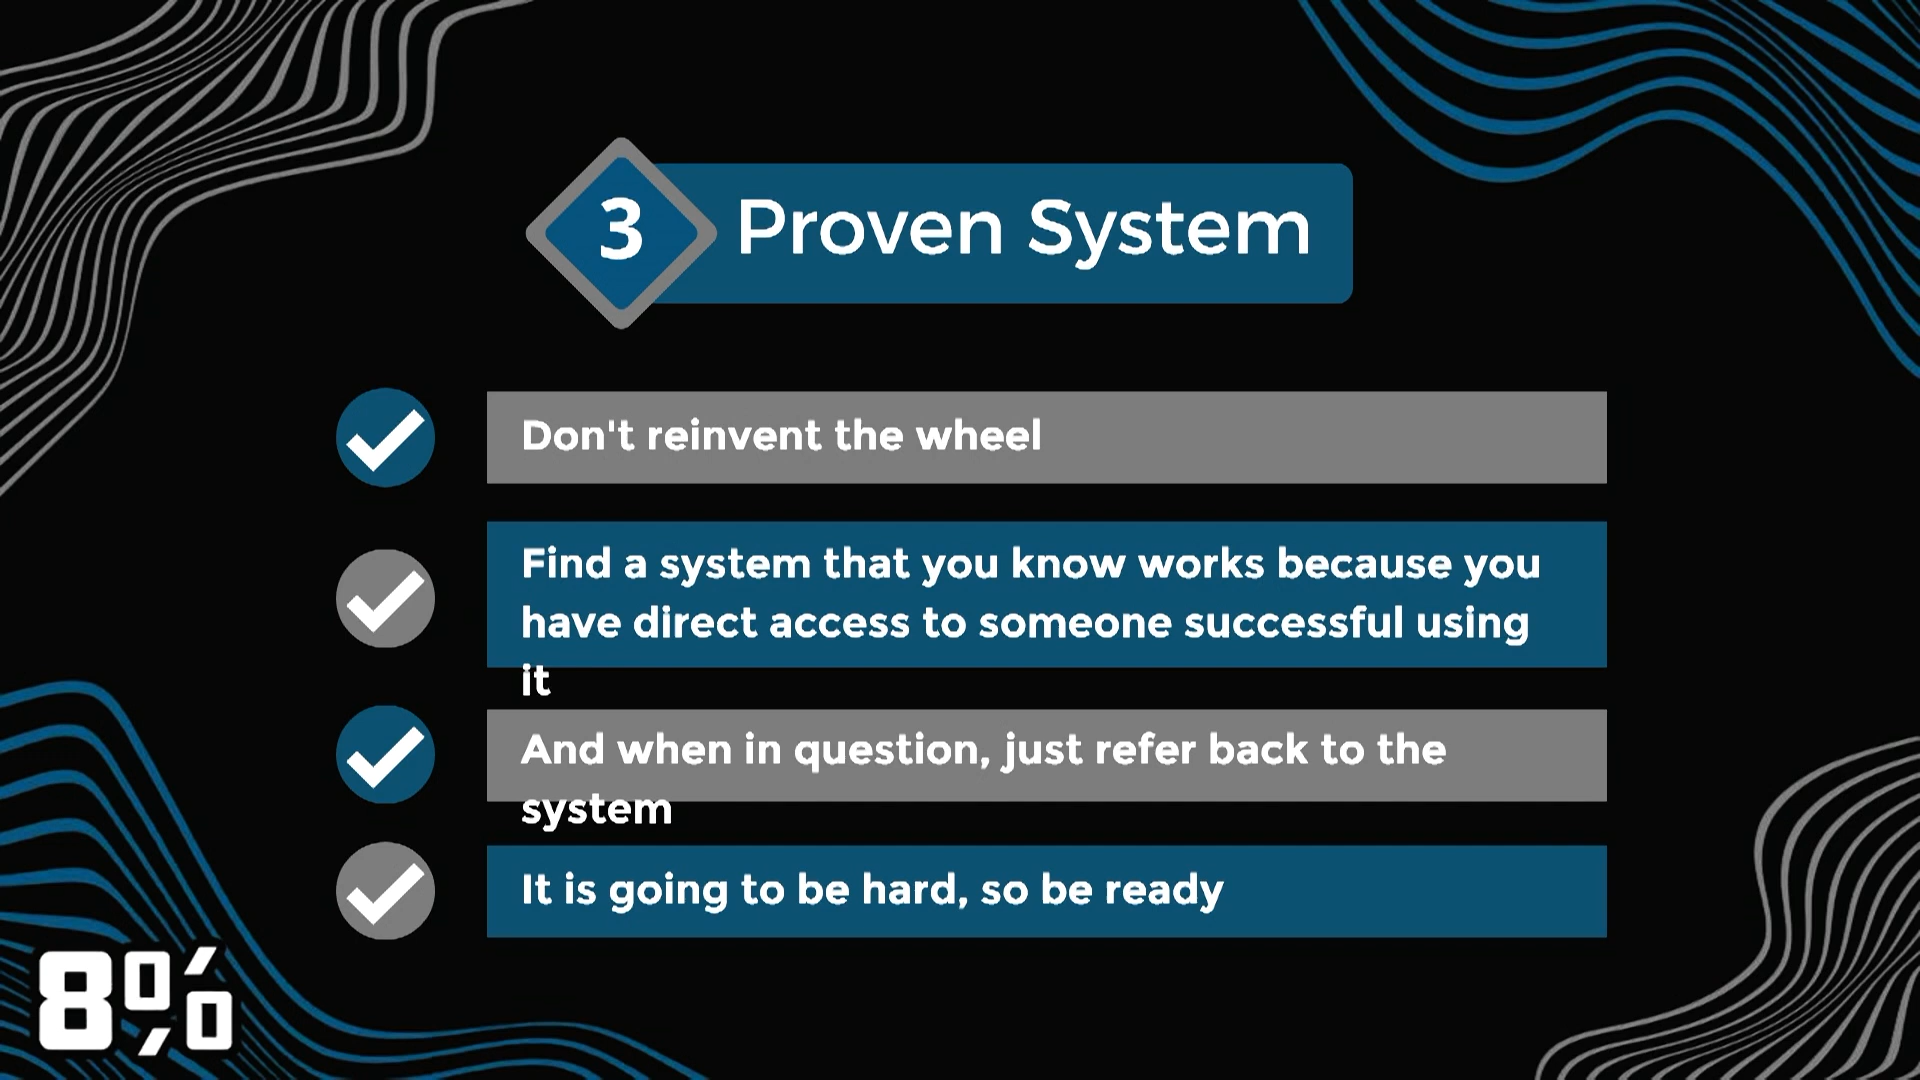 3 Proven System
Don't reinvent the wheel
Find a system that you know works because you
have direct access to someone successful using
it
And when in question, just refer back to the
system
It is going to be hard, so be ready
8%